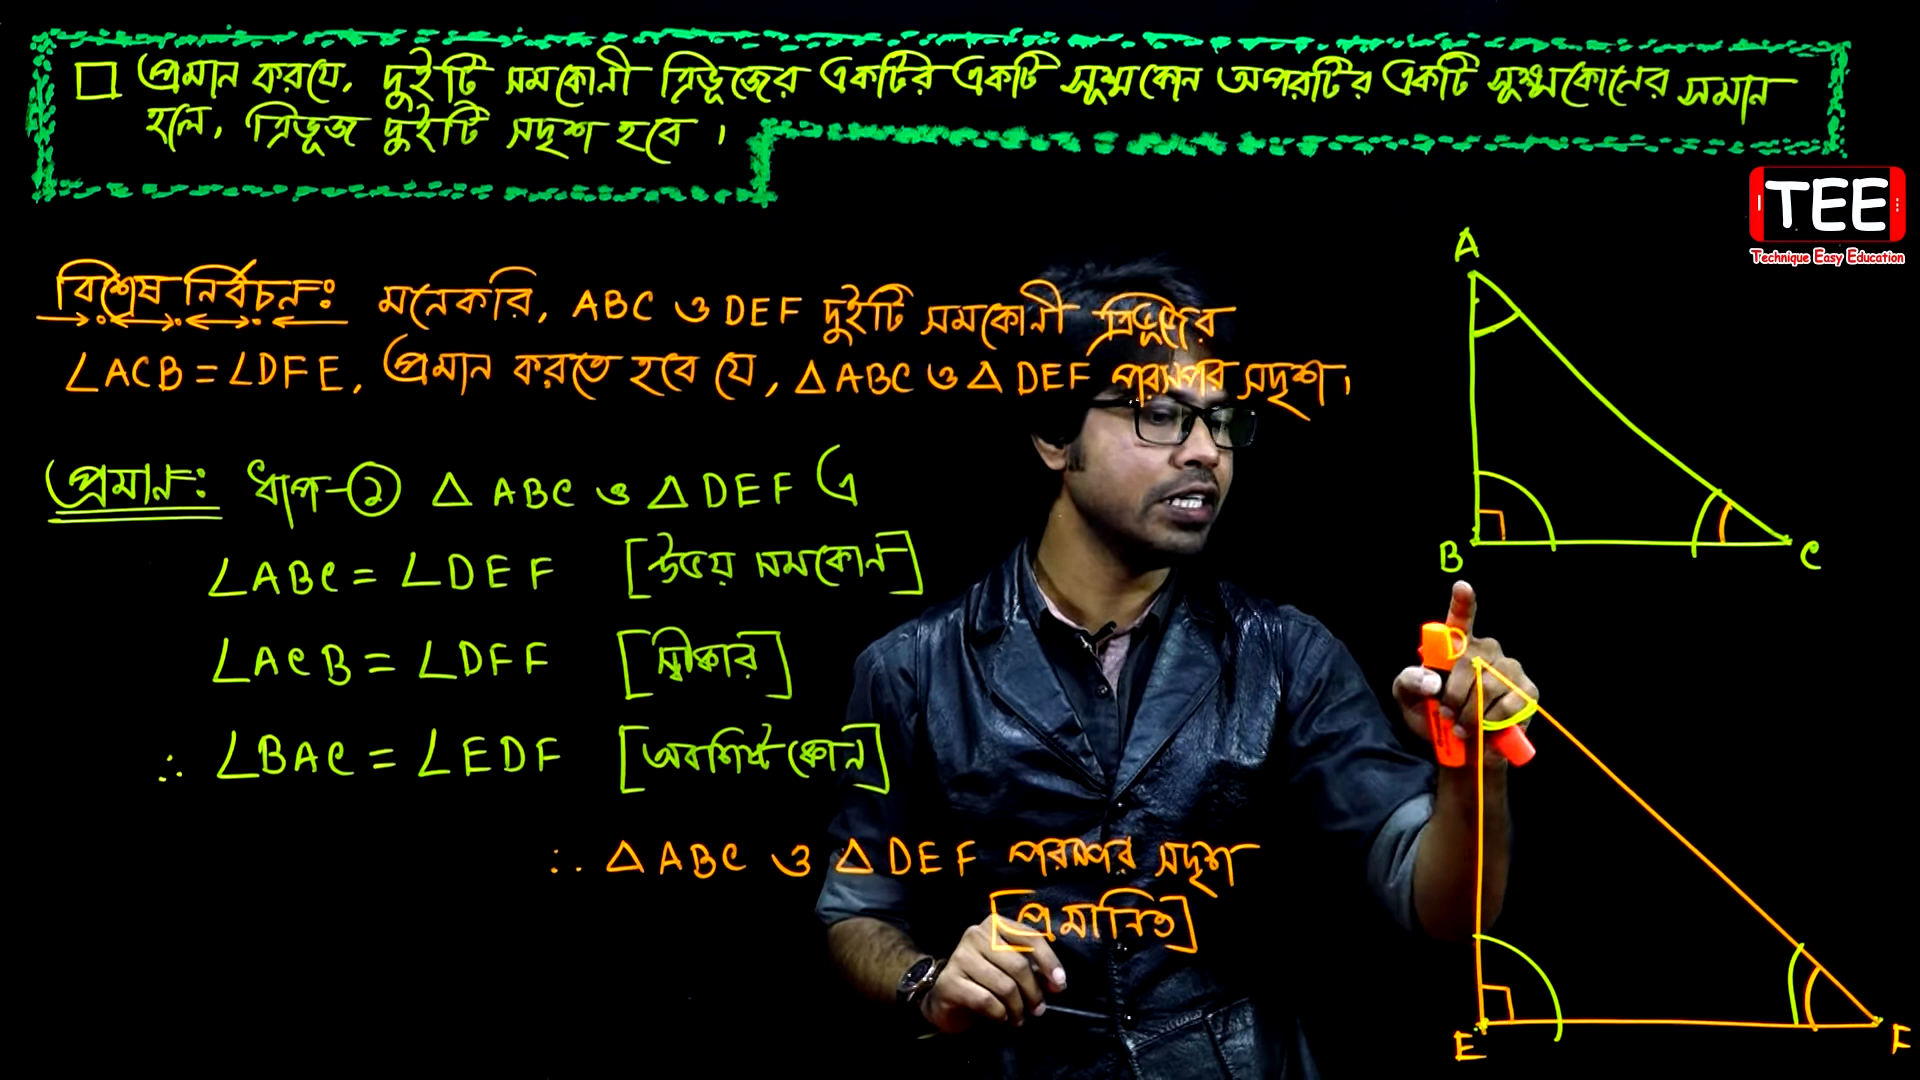 □ প্রমান করযে, দুইটি সমকোনী ত্রিভূজের একটির একটি সূক্ষ্মকোন অপরটির একটি সূক্ষ্মকোনের সমান
হলে, ত্রিভূজ দুইটি সদৃশ হবে।
TEE
Technique Easy Education
বিশেষ নির্বচনঃ মনেকরি, ABC ও DEF দুইটি সমকোনী ত্রিভূজের
∠ACB = ∠DFE, প্রমান করতে হবে যে, △ABC ও △DEF পরস্পর সদৃশ।
প্রমানঃ ধাপ-১ △ABC ও △DEF এ
∠ABC = ∠DEF [উভয় সমকোন]
∠ACB = ∠DFF [স্বীকার]
∴ ∠BAC = ∠EDF [অবশিষ্ট কোন]
∴ △ABC ও △DEF পরস্পর সদৃশ
[প্রমানিত]
A
B
C
D
E
F